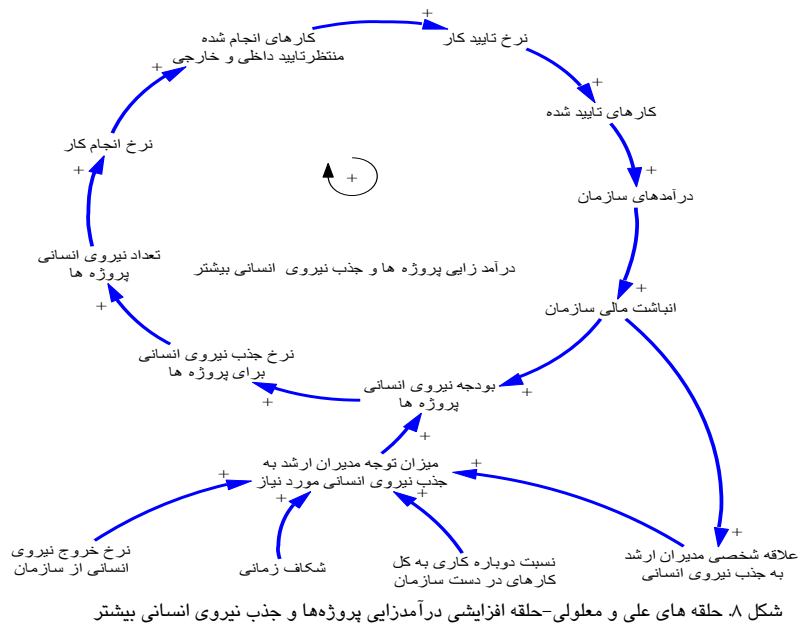 کارهای انجام شده
منتظرتایید داخلی و خارجی
+
نرخ تایید کار
+
کارهای تایید شده
+
درآمدهای سازمان
+
انباشت مالی سازمان
+
نرخ انجام کار
+
تعداد نیروی انسانی
پروژه ها
+
درآمد زایی پروژه ها و جذب نیروی انسانی بیشتر
+
نرخ جذب نیروی انسانی
برای پروژه ها
+
بودجه نیروی انسانی
پروژه ها
+
+
میزان توجه مدیران ارشد به
جذب نیروی انسانی مورد نیاز
+
+
+
+
علاقه شخصی مدیران ارشد
به جذب نیروی انسانی
+
نسبت دوباره کاری به کل
کارهای در دست سازمان
شکاف زمانی
نرخ خروج نیروی
انسانی از سازمان
+
شکل ۸. حلقه های علی و معلولی-حلقه افزایشی درآمدزایی پروژه‌ها و جذب نیروی انسانی بیشتر